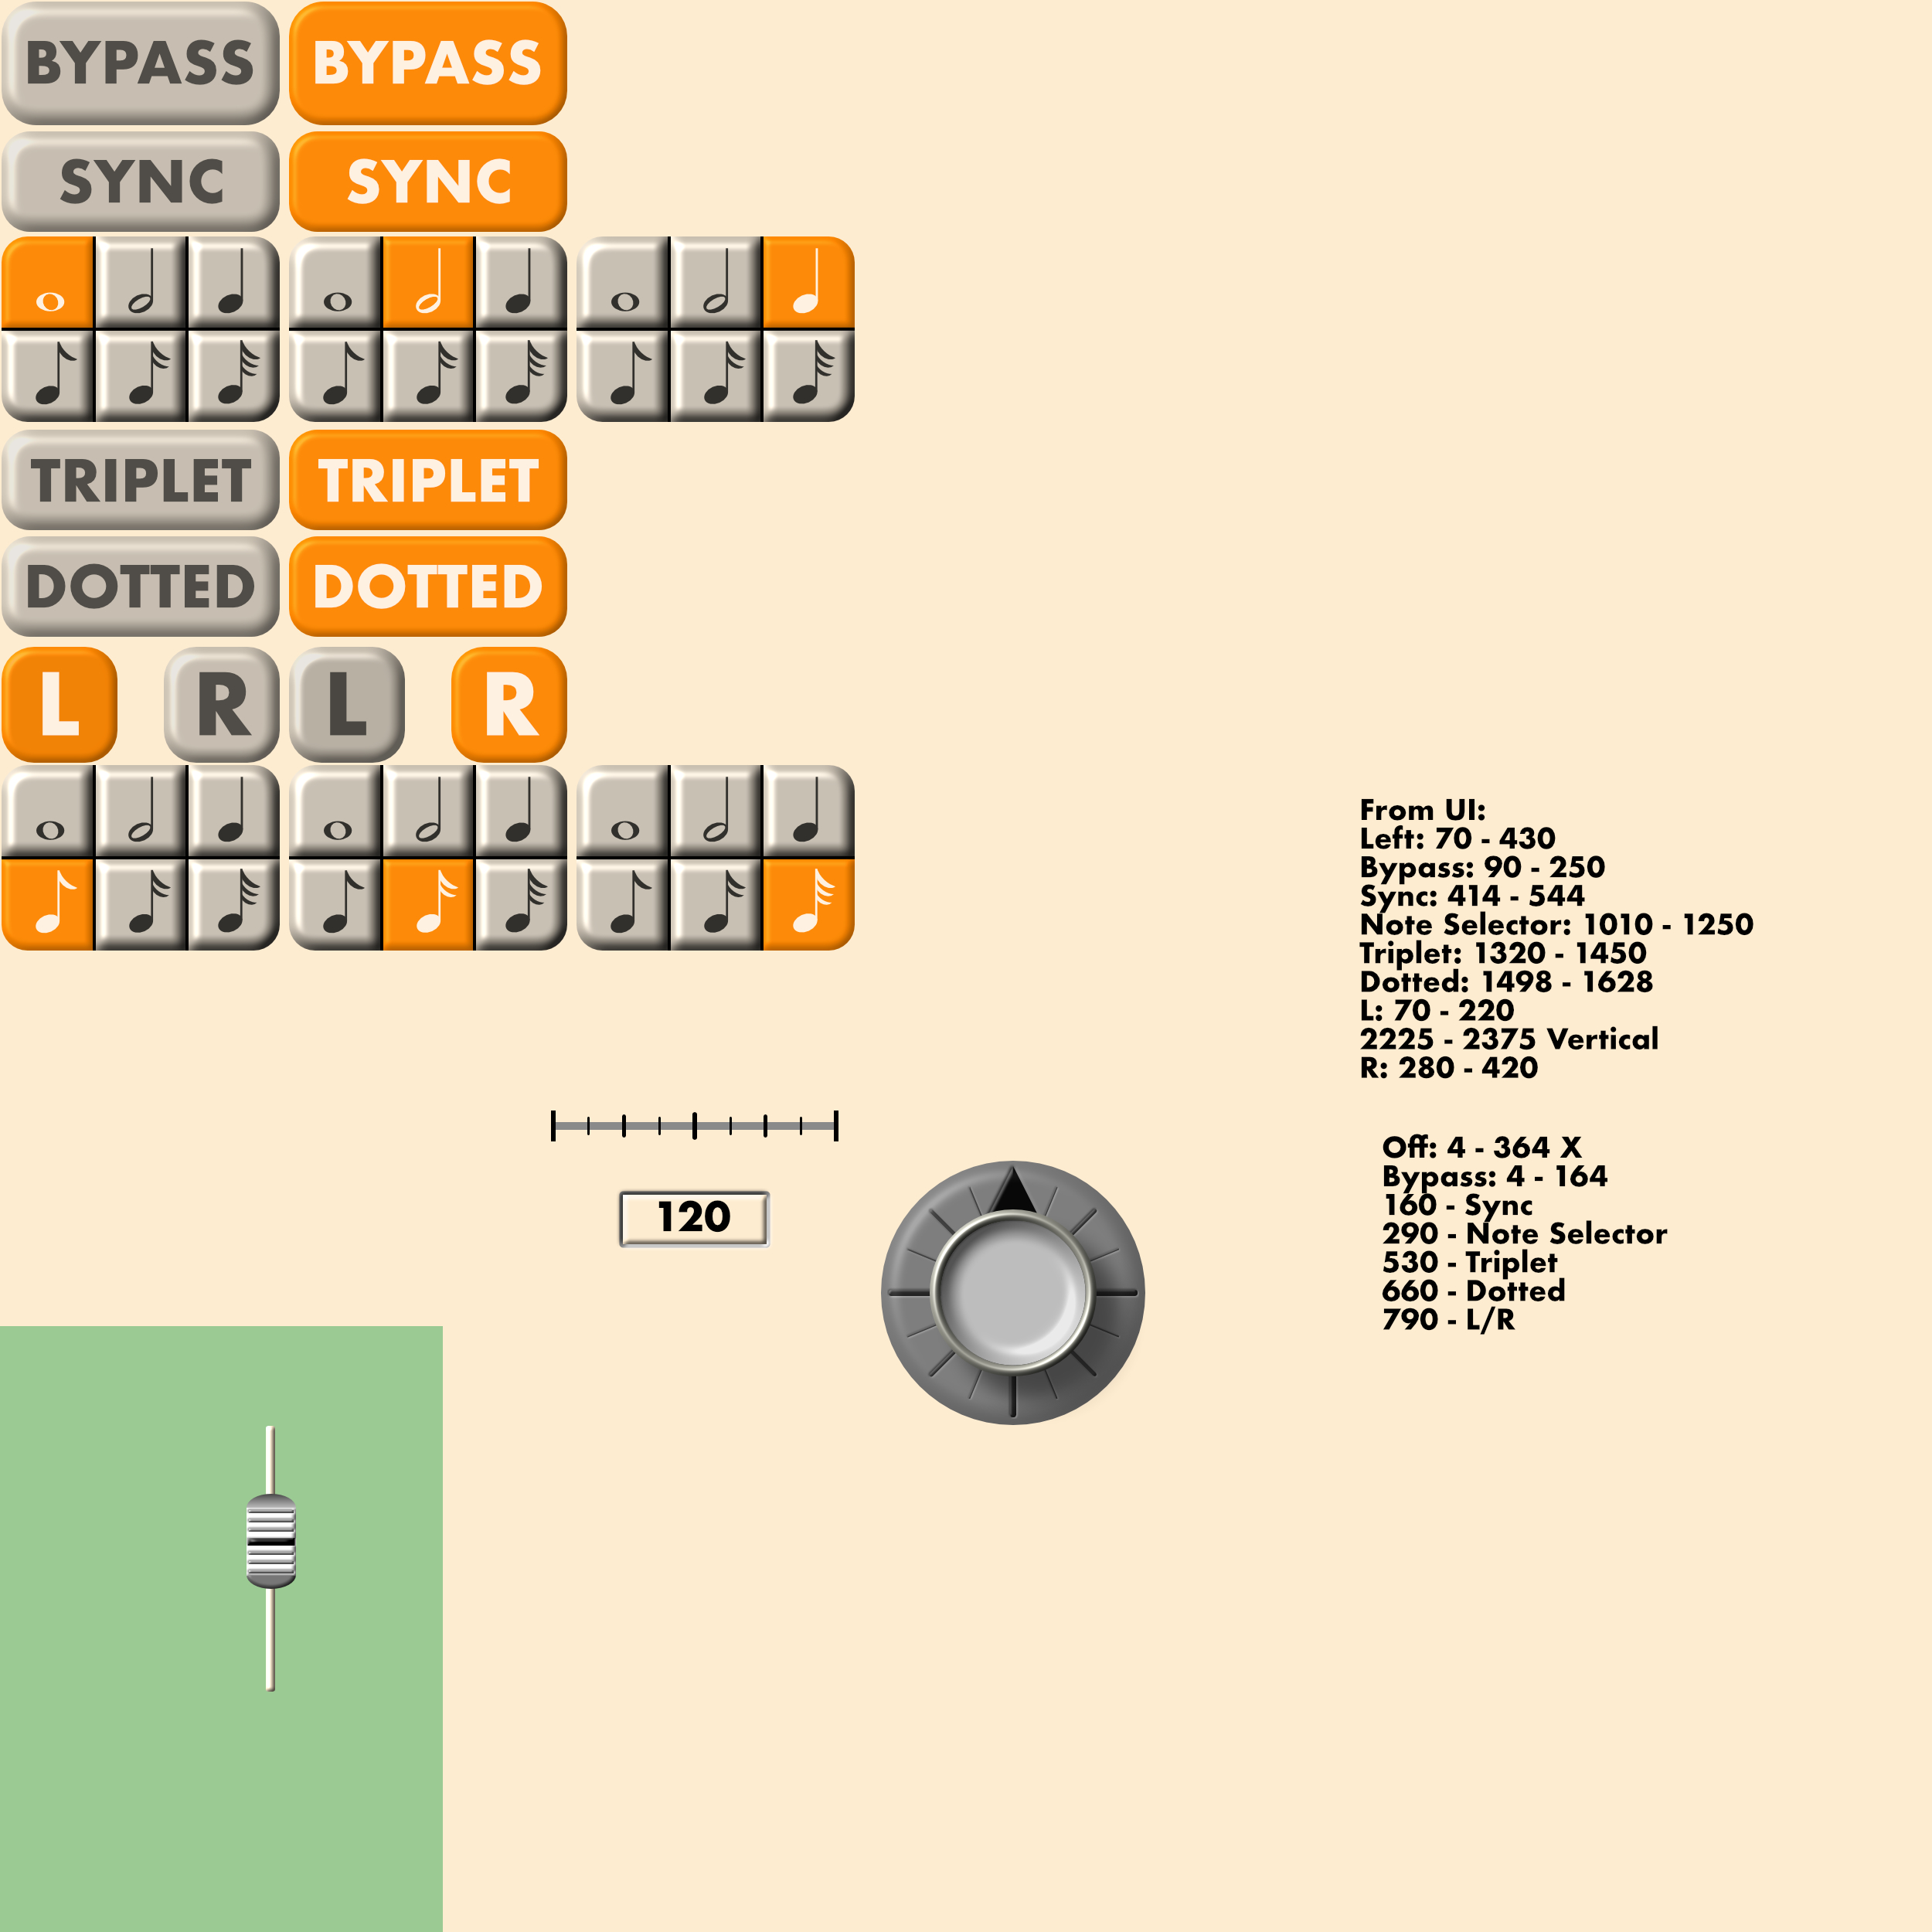 BYPASS BYPASS
SYNC SYNC
TRIPLET TRIPLET
DOTTED DOTTED
L R L R
From UI:
Left: 70 - 430
Bypass: 90 - 250
Sync: 414 - 544
Note Selector: 1010 - 1250
Triplet: 1320 - 1450
Dotted: 1498 - 1628
L: 70 - 220
2225 - 2375 Vertical
R: 280 - 420
Off: 4 - 364 X
Bypass: 4 - 164
160 - Sync
290 - Note Selector
530 - Triplet
660 - Dotted
790 - L/R
120